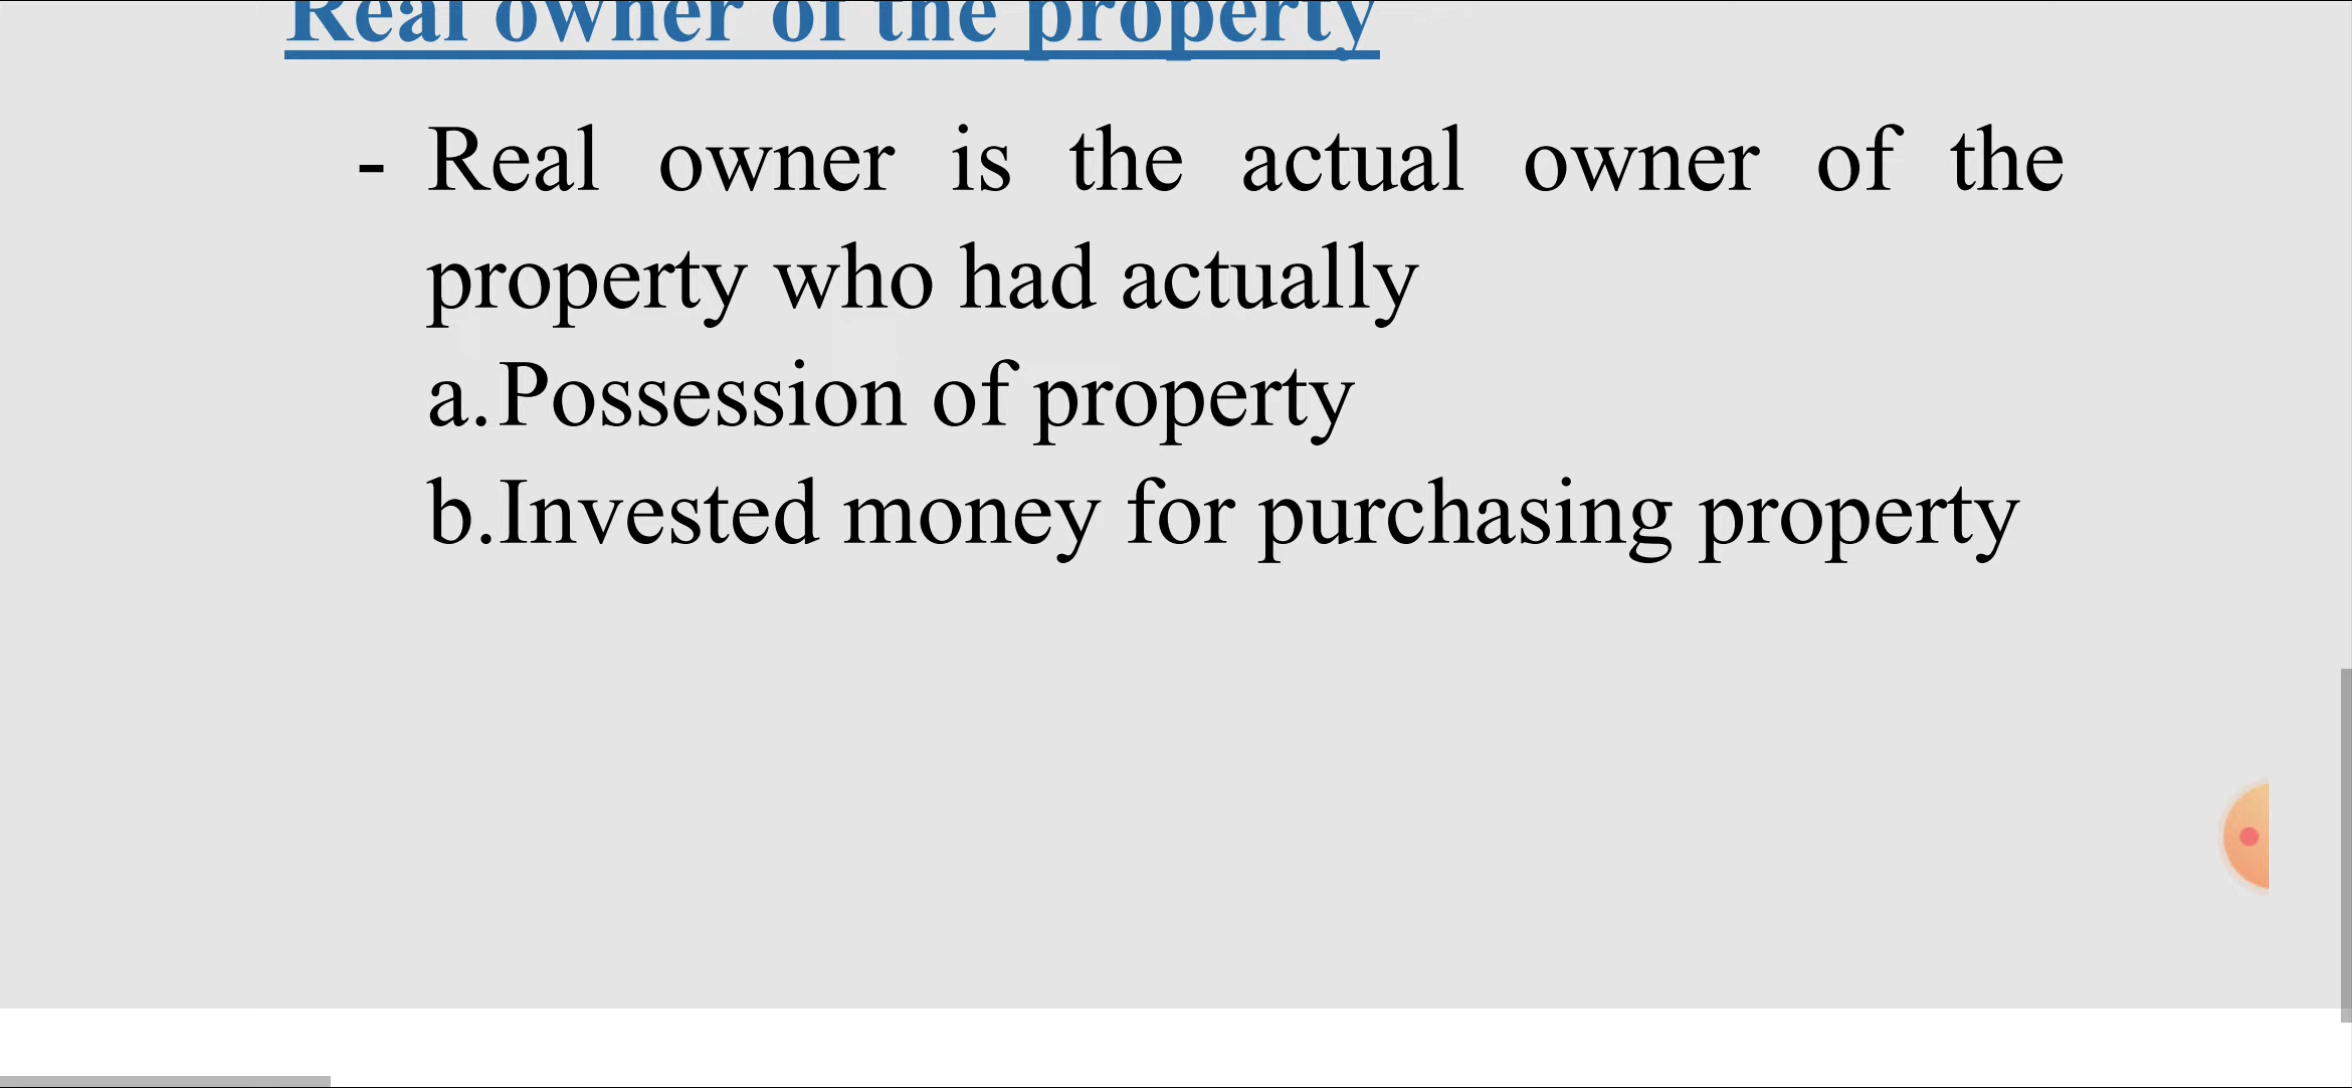 Real owner of the property
- Real owner is the actual owner of the
property who had actually
a. Possession of property
b. Invested money for purchasing property